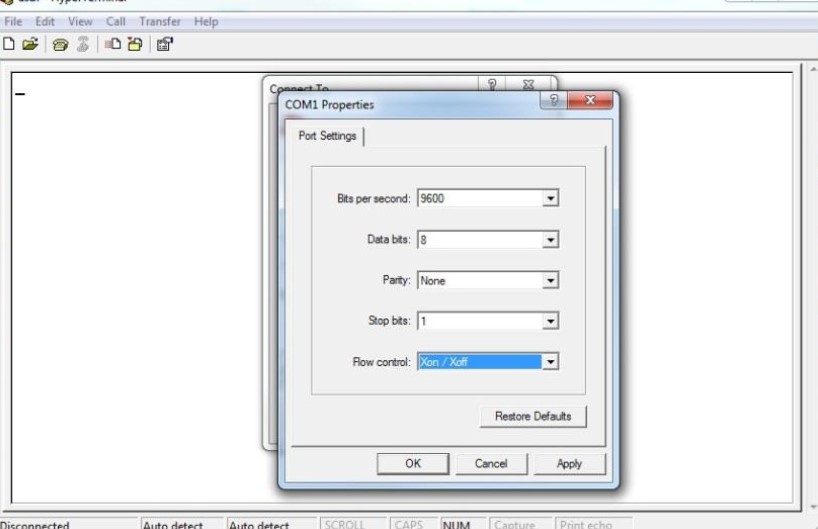 HyperTerminal
File Edit View Call Transfer Help
Connect To
COM1 Properties
Port Settings
Bits per second: 9600
Data bits: 8
Parity: None
Stop bits: 1
Flow control: Xon / Xoff
Restore Defaults
OK Cancel Apply
Disconnected Auto detect Auto detect SCROLL CAPS NUM Capture Print echo